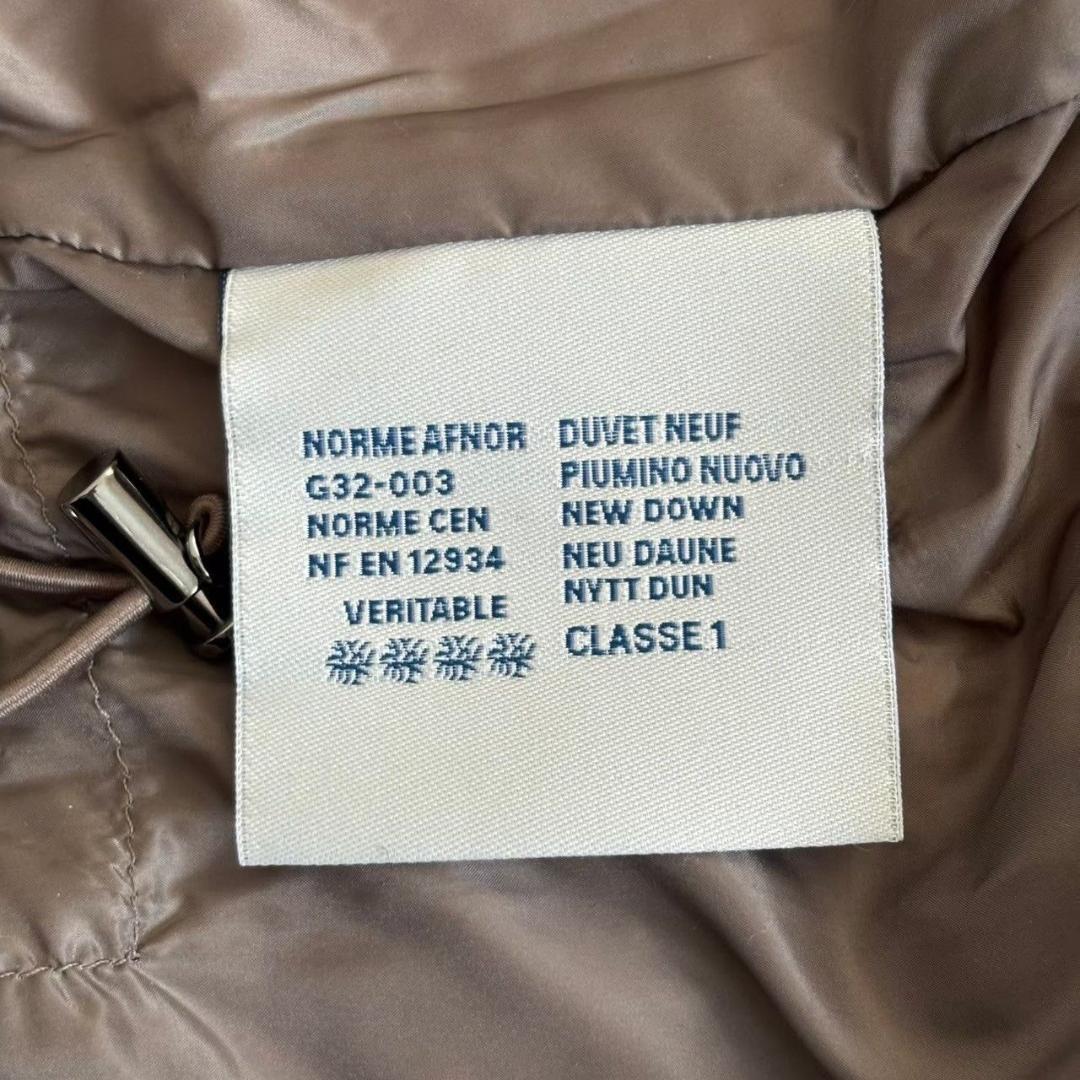 NORME AFNOR
G32-003
NORME CEN
NF EN 12934
VERITABLE
DUVET NEUF
PIUMINO NUOVO
NEW DOWN
NEU DAUNE
NYTT DUN
CLASSE 1